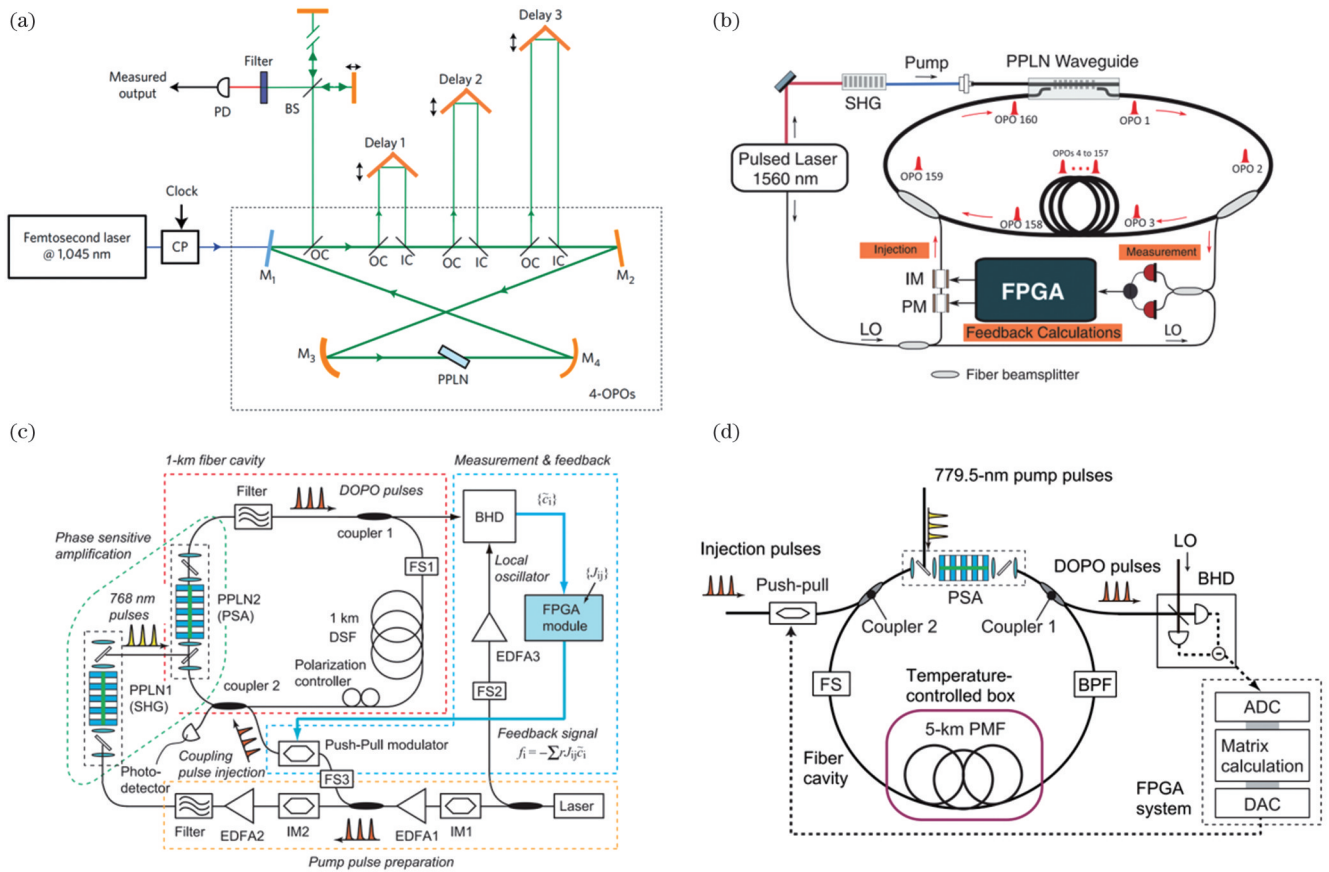 (a)
Delay 3
Filter
Measured
output
PD
BS
Delay 2
Delay 1
Clock
Femtosecond laser
@ 1,045 nm
CP
M1
OC
OC
IC
OC
IC
OC
IC
M2
M3
PPLN
M4
4-OPOs
(b)
Pump
PPLN Waveguide
SHG
OPO 160
OPO 1
Pulsed Laser
1560 nm
OPOs 4 to 157
OPO 159
OPO 2
OPO 158
OPO 3
Injection
Measurement
IM
FPGA
PM
Feedback Calculations
LO
LO
Fiber beamsplitter
(c)
1-km fiber cavity
Measurement & feedback
Filter
DOPO pulses
BHD
{c̃i}
coupler 1
Phase sensitive
amplification
FS1
Local
oscillator
{Jij}
768 nm
pulses
PPLN2
(PSA)
1 km
DSF
FPGA
module
EDFA3
Polarization
controller
PPLN1
(SHG)
coupler 2
FS2
Feedback signal
fi = −∑rJijc̃i
Push-Pull modulator
Photo-
detector
Coupling
pulse injection
FS3
Laser
Filter
EDFA2
IM2
EDFA1
IM1
Pump pulse preparation
(d)
779.5-nm pump pulses
Injection pulses
LO
Push-pull
DOPO pulses
BHD
PSA
Coupler 2
Coupler 1
FS
Temperature-
controlled box
BPF
5-km PMF
ADC
Fiber
cavity
Matrix
calculation
FPGA
system
DAC